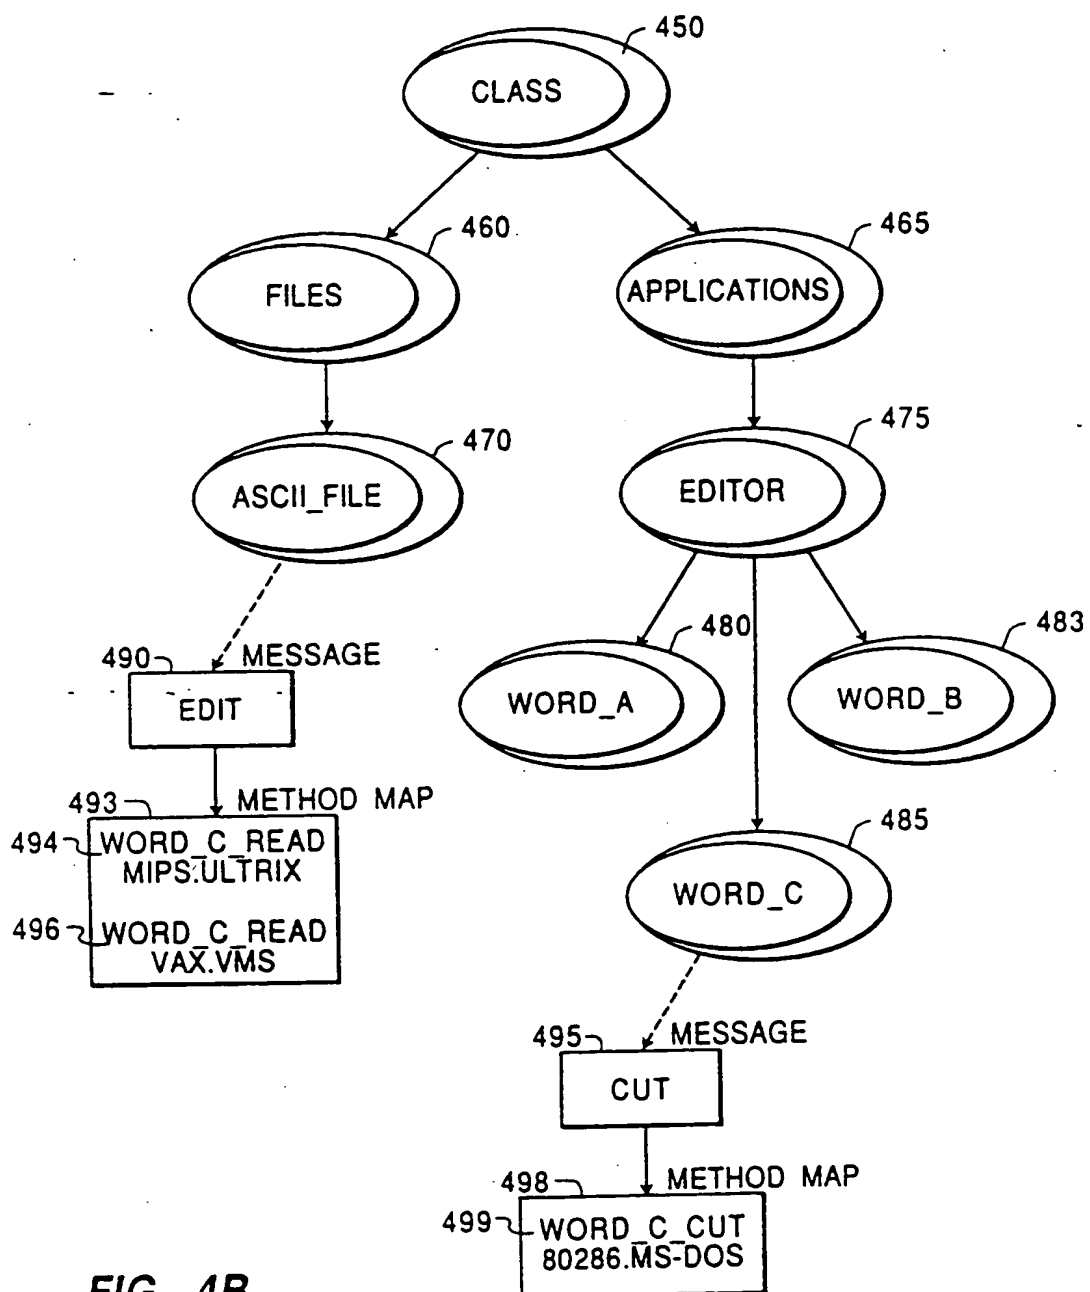 450
CLASS
460
465
FILES
APPLICATIONS
470
475
ASCII_FILE
EDITOR
490
MESSAGE
480
483
EDIT
WORD_A
WORD_B
493
METHOD MAP
494
WORD_C_READ
MIPS.ULTRIX
485
496
WORD_C_READ
VAX.VMS
WORD_C
495
MESSAGE
CUT
498
METHOD MAP
499
WORD_C_CUT
80286.MS-DOS
FIG. 4B